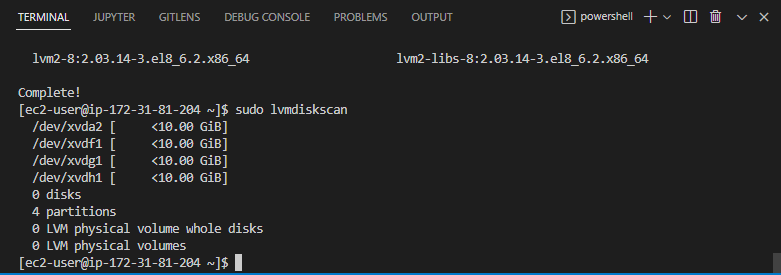 TERMINAL JUPYTER GITLENS DEBUG CONSOLE PROBLEMS OUTPUT powershell
lvm2-8:2.03.14-3.el8_6.2.x86_64 lvm2-libs-8:2.03.14-3.el8_6.2.x86_64
Complete!
[ec2-user@ip-172-31-81-204 ~]$ sudo lvmdiskscan
/dev/xvda2 [ <10.00 GiB]
/dev/xvdf1 [ <10.00 GiB]
/dev/xvdg1 [ <10.00 GiB]
/dev/xvdh1 [ <10.00 GiB]
0 disks
4 partitions
0 LVM physical volume whole disks
0 LVM physical volumes
[ec2-user@ip-172-31-81-204 ~]$